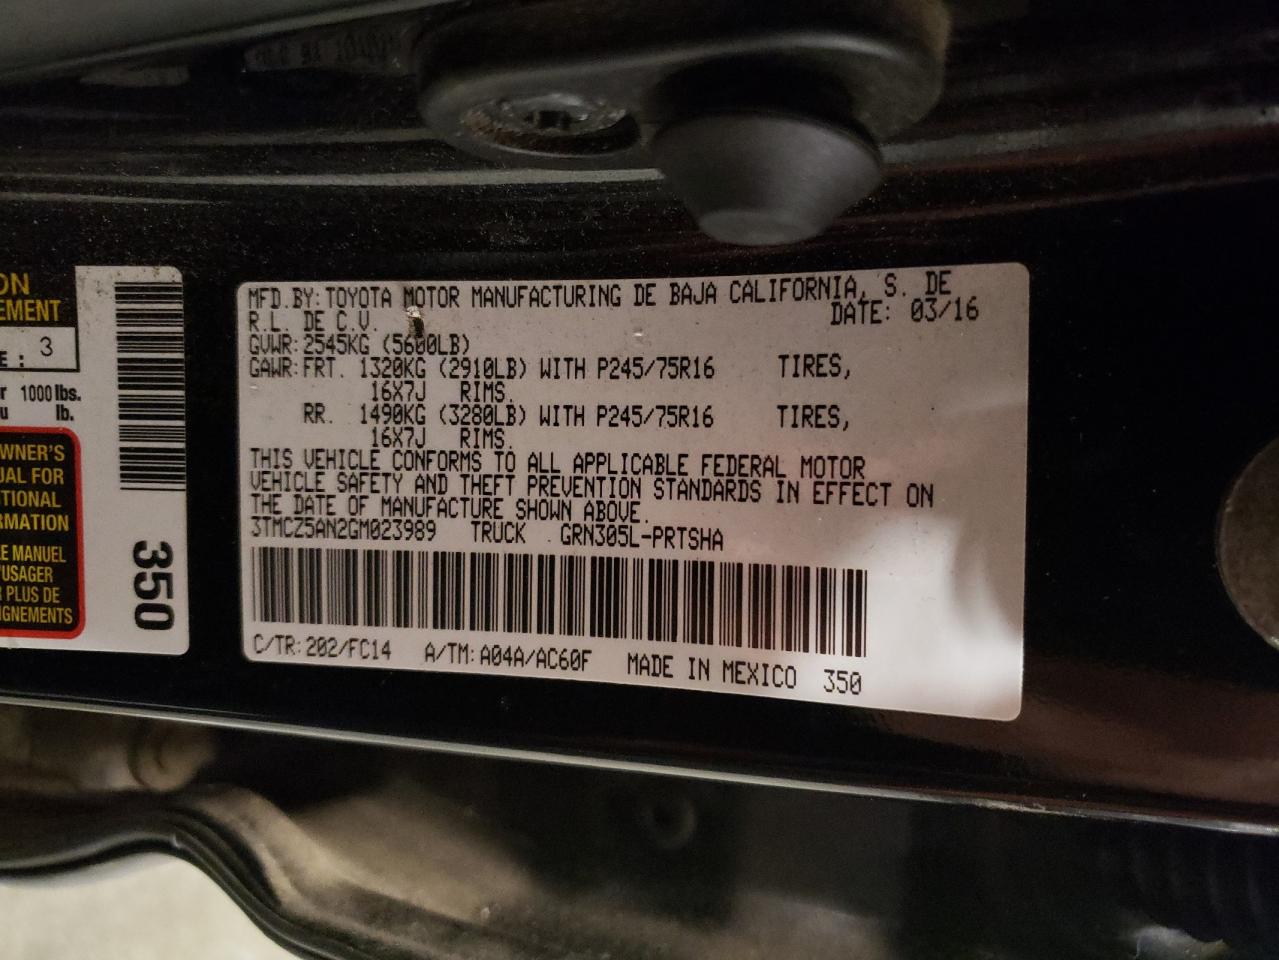 ON
EMENT
E : 3
r 1000 lbs.
u lb.
WNER'S
UAL FOR
TIONAL
RMATION
E MANUEL
'USAGER
R PLUS DE
IGNEMENTS
350
MFD.BY:TOYOTA MOTOR MANUFACTURING DE BAJA CALIFORNIA, S. DE
R.L. DE C.V. DATE: 03/16
GVWR:2545KG (5600LB)
GAWR:FRT. 1320KG (2910LB) WITH P245/75R16 TIRES,
16X7J RIMS.
RR. 1490KG (3280LB) WITH P245/75R16 TIRES,
16X7J RIMS.
THIS VEHICLE CONFORMS TO ALL APPLICABLE FEDERAL MOTOR
VEHICLE SAFETY AND THEFT PREVENTION STANDARDS IN EFFECT ON
THE DATE OF MANUFACTURE SHOWN ABOVE.
3TMCZ5AN2GM023989 TRUCK GRN305L-PRTSHA
C/TR:202/FC14 A/TM:A04A/AC60F MADE IN MEXICO 350